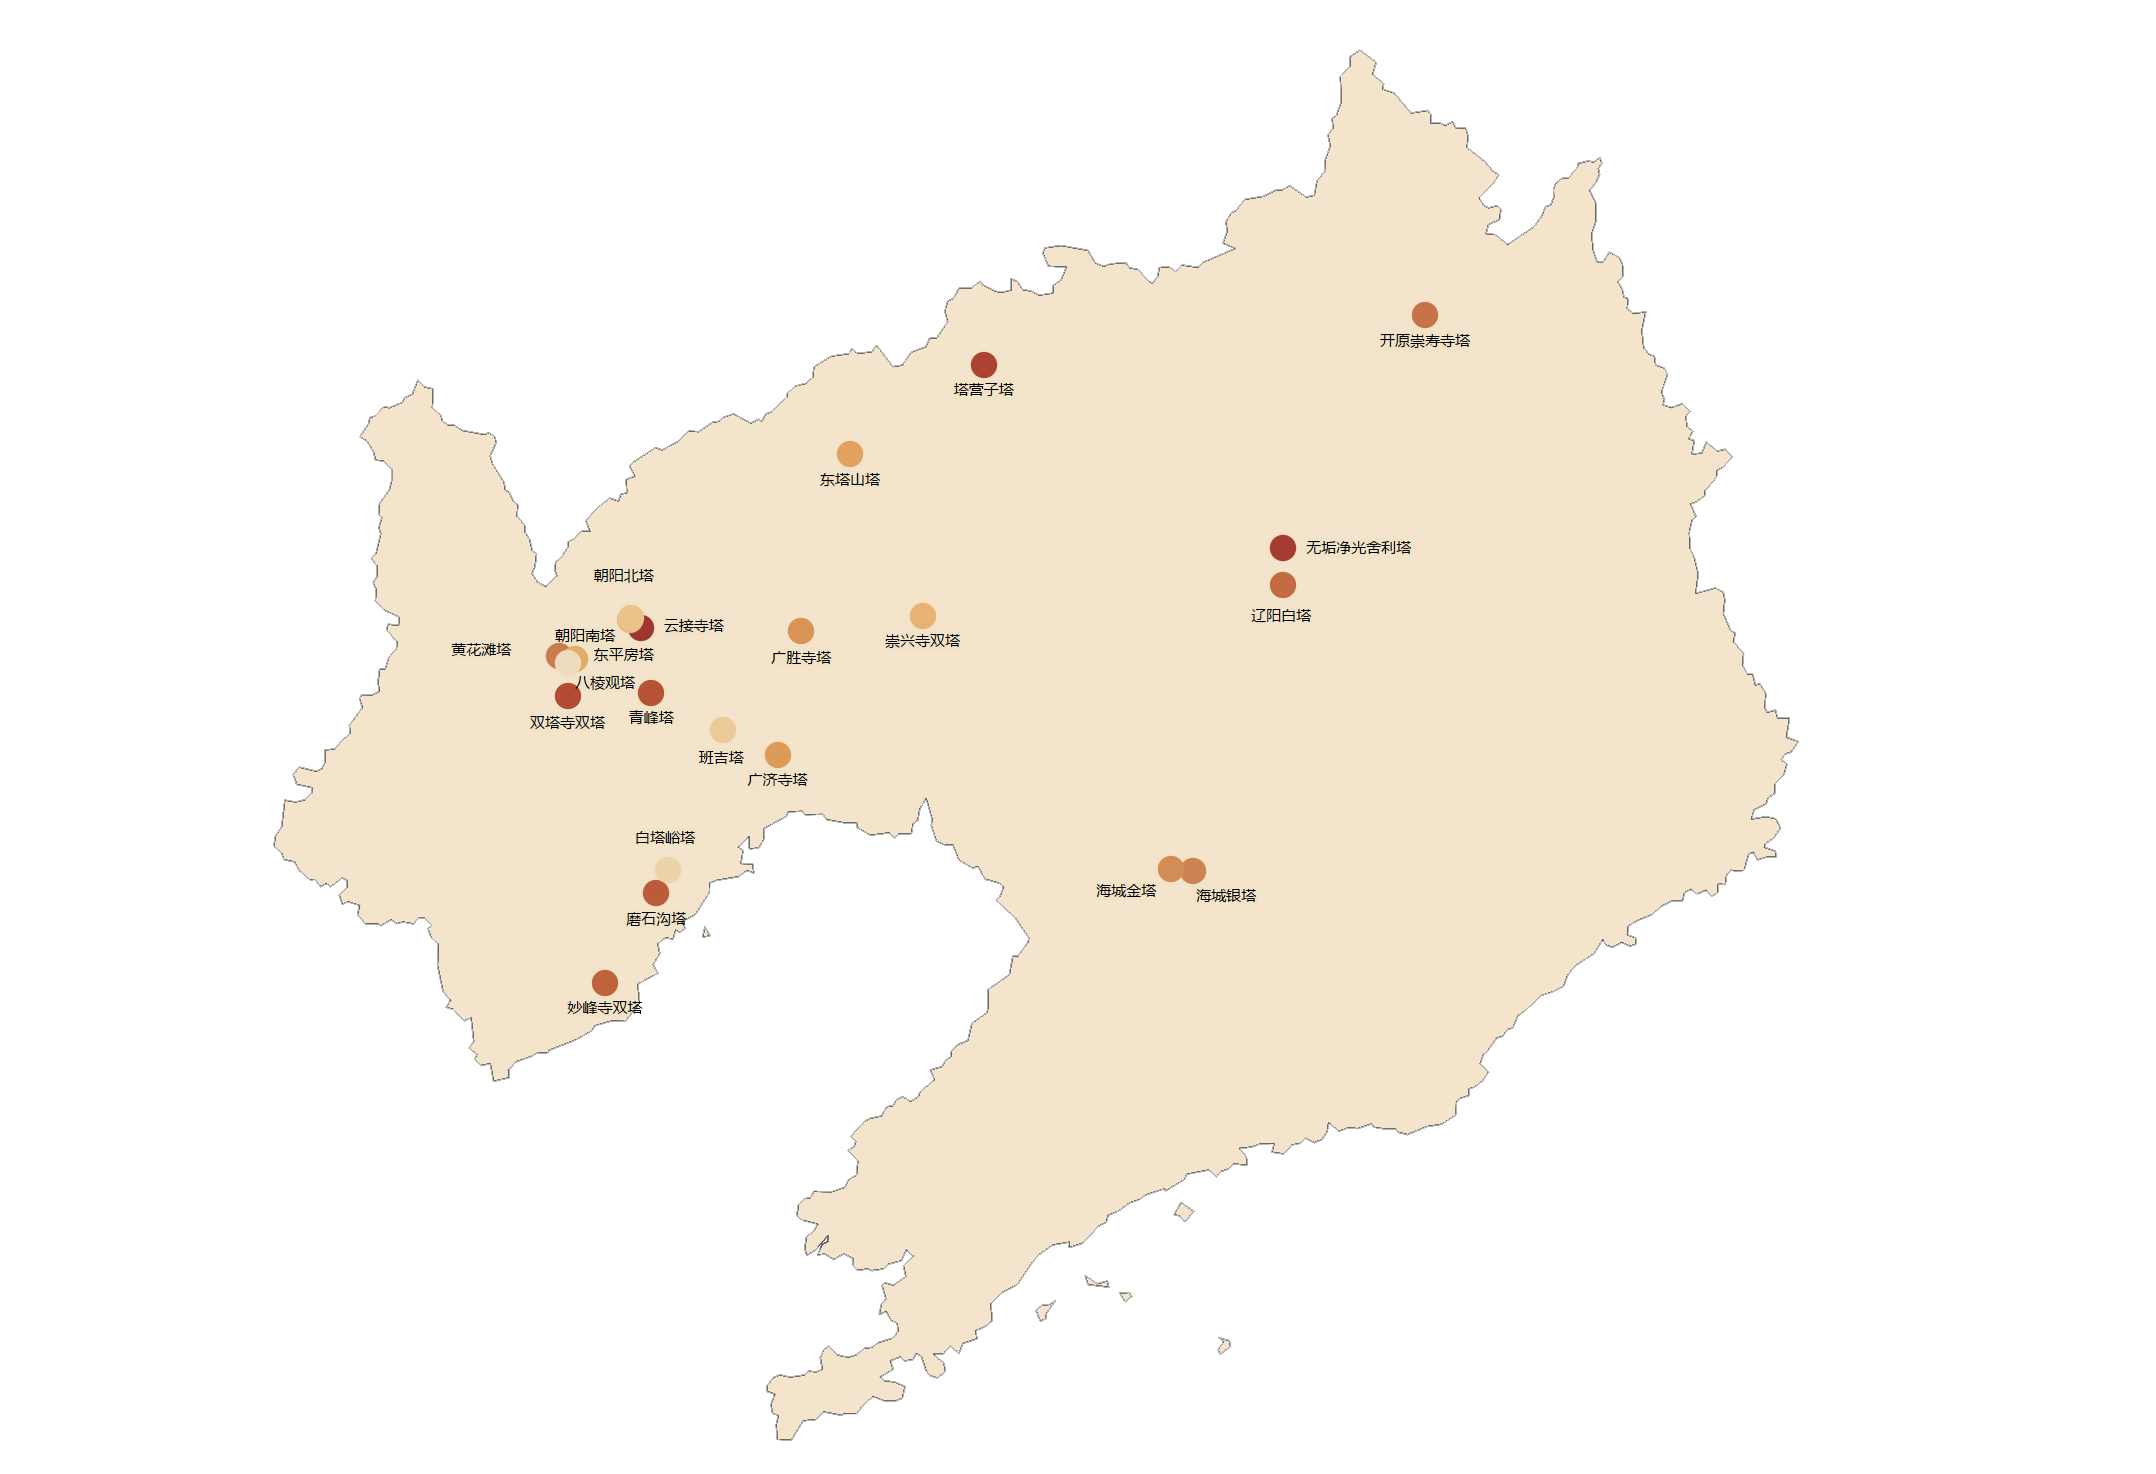 开原崇寿寺塔
塔营子塔
东塔山塔
无垢净光舍利塔
朝阳北塔
辽阳白塔
云接寺塔
朝阳南塔
崇兴寺双塔
黄花滩塔
东平房塔
广胜寺塔
八棱观塔
双塔寺双塔
青峰塔
班吉塔
广济寺塔
白塔峪塔
海城金塔
海城银塔
磨石沟塔
妙峰寺双塔